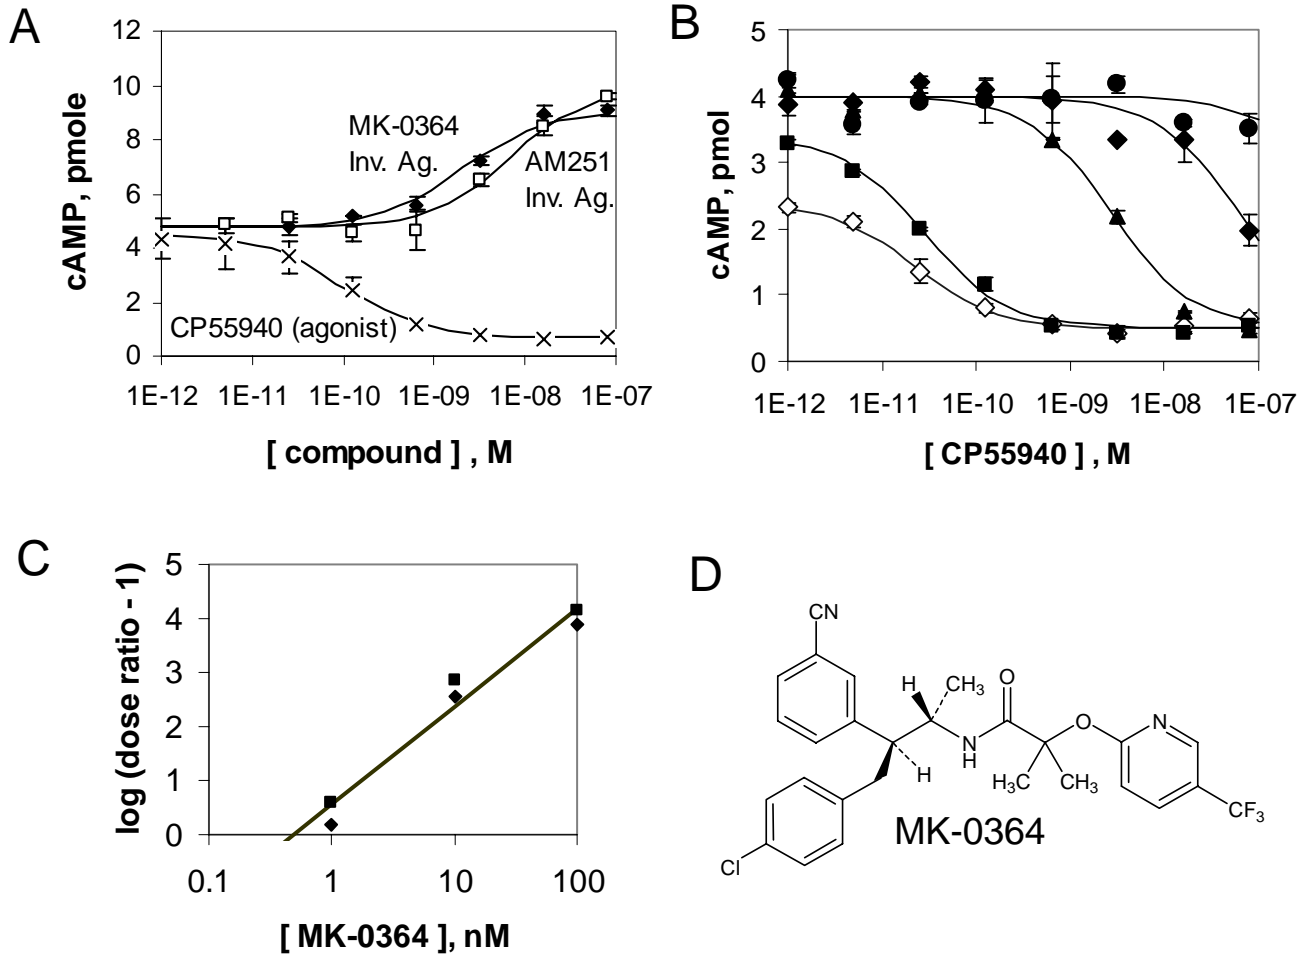 A
12
10
8
6
4
2
0
cAMP, pmole
MK-0364
Inv. Ag.
AM251
Inv. Ag.
CP55940 (agonist)
1E-12 1E-11 1E-10 1E-09 1E-08 1E-07
[ compound ] , M
B
5
4
3
2
1
0
cAMP, pmol
1E-12 1E-11 1E-10 1E-09 1E-08 1E-07
[ CP55940 ] , M
C
5
4
3
2
1
0
log (dose ratio - 1)
0.1 1 10 100
[ MK-0364 ], nM
D
CN
H CH3 O
O N
N
H
H
H3C CH3
CF3
Cl
MK-0364